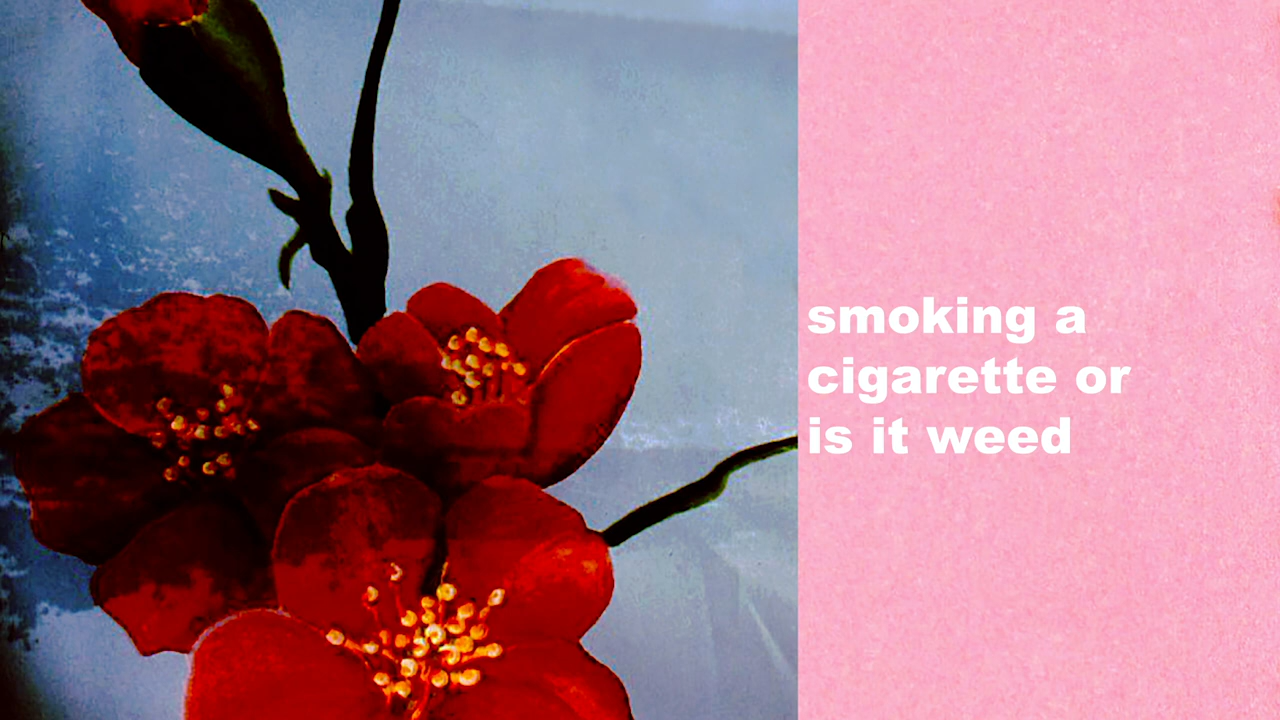 smoking a
cigarette or
is it weed